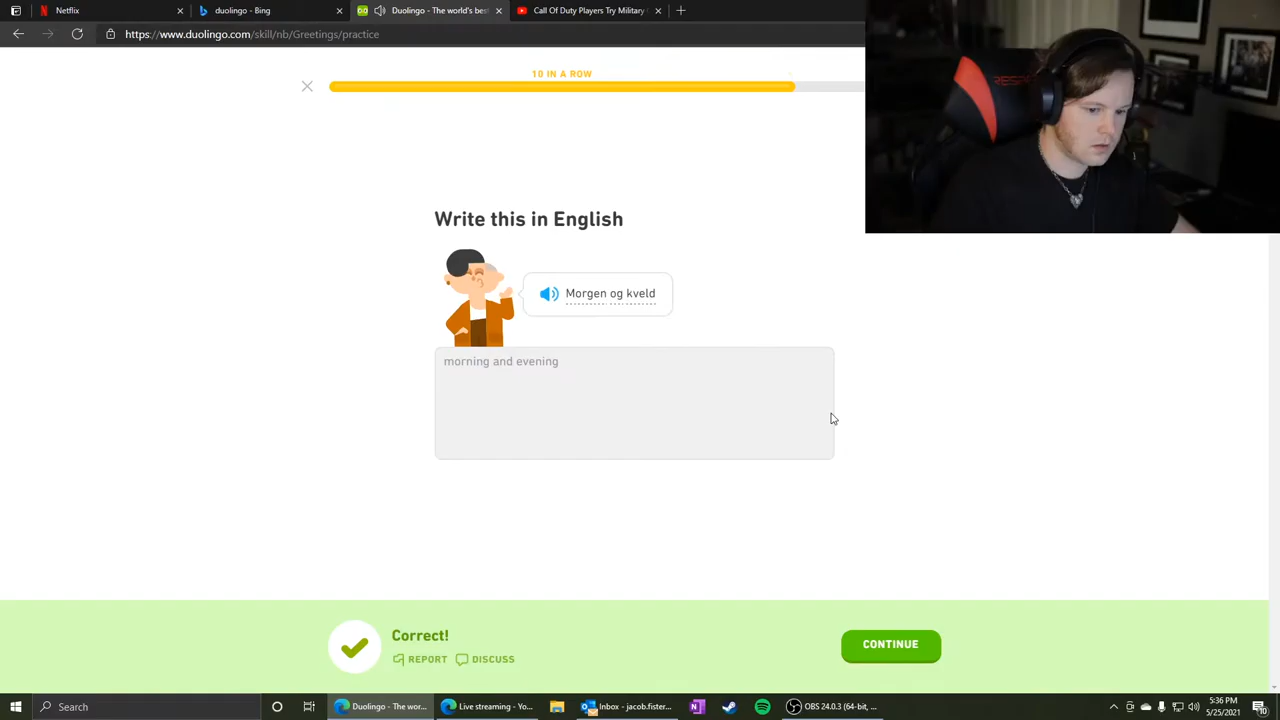 Netflix
duolingo - Bing
Duolingo - The world's best
Call Of Duty Players Try Military
https://www.duolingo.com/skill/nb/Greetings/practice
10 IN A ROW
Write this in English
Morgen og kveld
morning and evening
Correct!
REPORT DISCUSS
CONTINUE
Search
Duolingo - The wor...
Live streaming - Yo...
Inbox - jacob.fister...
OBS 24.0.3 (64-bit, ...
5:36 PM
5/25/2021